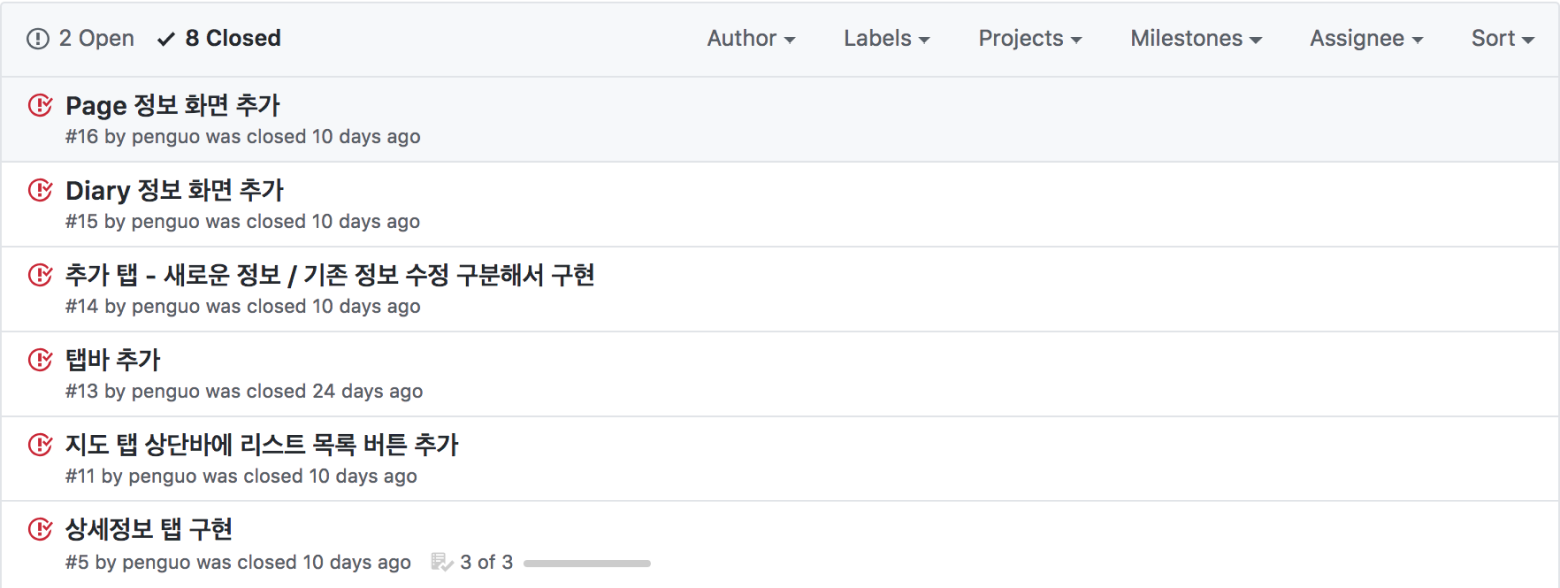 2 Open 8 Closed Author Labels Projects Milestones Assignee Sort
Page 정보 화면 추가
#16 by penguo was closed 10 days ago
Diary 정보 화면 추가
#15 by penguo was closed 10 days ago
추가 탭 - 새로운 정보 / 기존 정보 수정 구분해서 구현
#14 by penguo was closed 10 days ago
탭바 추가
#13 by penguo was closed 24 days ago
지도 탭 상단바에 리스트 목록 버튼 추가
#11 by penguo was closed 10 days ago
상세정보 탭 구현
#5 by penguo was closed 10 days ago 3 of 3